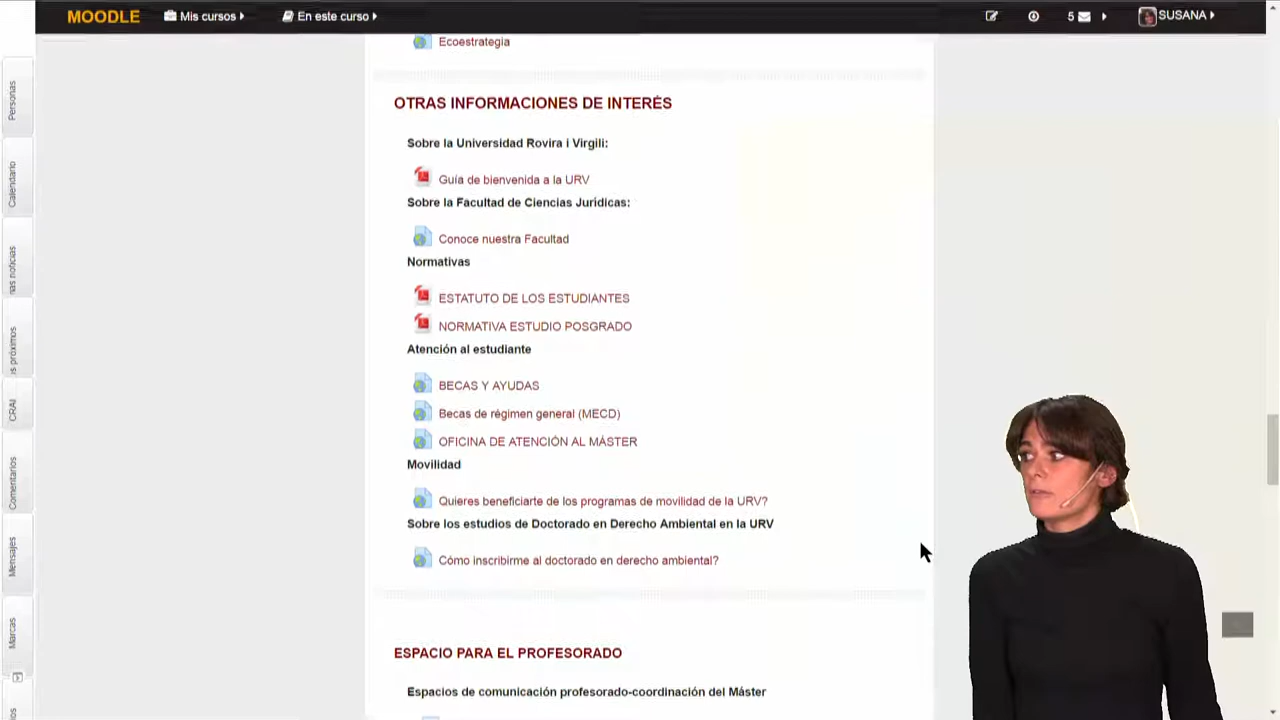 MOODLE Mis cursos En este curso 5 SUSANA
Ecoestrategia
OTRAS INFORMACIONES DE INTERÉS
Sobre la Universidad Rovira i Virgili:
Guía de bienvenida a la URV
Sobre la Facultad de Ciencias Jurídicas:
Conoce nuestra Facultad
Normativas
ESTATUTO DE LOS ESTUDIANTES
NORMATIVA ESTUDIO POSGRADO
Atención al estudiante
BECAS Y AYUDAS
Becas de régimen general (MECD)
OFICINA DE ATENCIÓN AL MÁSTER
Movilidad
Quieres beneficiarte de los programas de movilidad de la URV?
Sobre los estudios de Doctorado en Derecho Ambiental en la URV
Cómo inscribirme al doctorado en derecho ambiental?
ESPACIO PARA EL PROFESORADO
Espacios de comunicación profesorado-coordinación del Máster
Personas
Calendario
nas noticias
s próximos
CRAI
Comentarios
Mensajes
Marcas